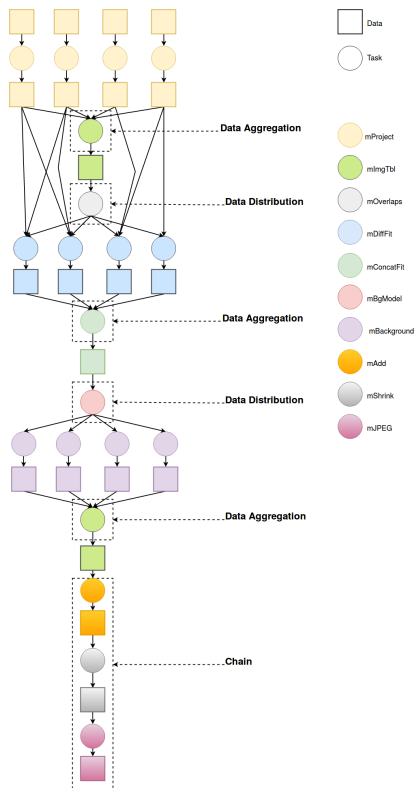 Data
Task
Data Aggregation
mProject
mImgTbl
Data Distribution
mOverlaps
mDiffFit
mConcatFit
mBgModel
Data Aggregation
mBackground
mAdd
Data Distribution
mShrink
mJPEG
Data Aggregation
Chain